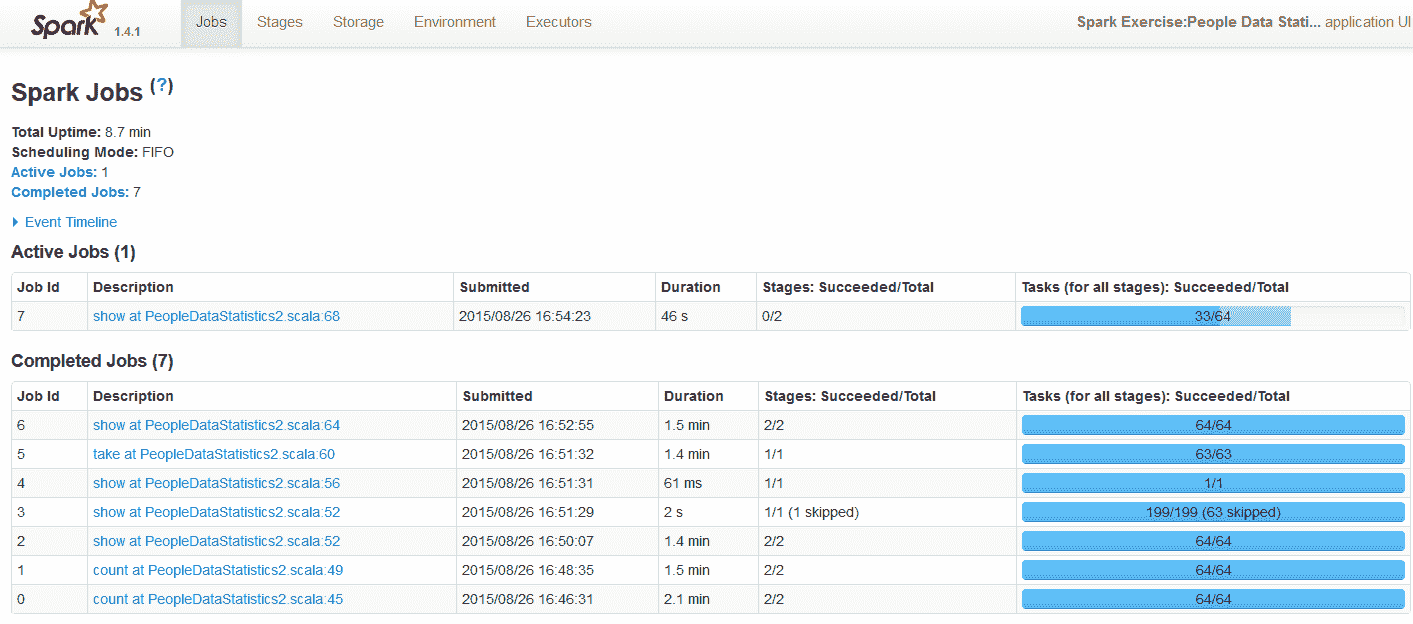 Spark 1.4.1 Jobs Stages Storage Environment Executors Spark Exercise:People Data Stati... application UI
Spark Jobs (?)
Total Uptime: 8.7 min
Scheduling Mode: FIFO
Active Jobs: 1
Completed Jobs: 7
Event Timeline
Active Jobs (1)
Job Id Description Submitted Duration Stages: Succeeded/Total Tasks (for all stages): Succeeded/Total
7 show at PeopleDataStatistics2.scala:68 2015/08/26 16:54:23 46 s 0/2 33/64
Completed Jobs (7)
Job Id Description Submitted Duration Stages: Succeeded/Total Tasks (for all stages): Succeeded/Total
6 show at PeopleDataStatistics2.scala:64 2015/08/26 16:52:55 1.5 min 2/2 64/64
5 take at PeopleDataStatistics2.scala:60 2015/08/26 16:51:32 1.4 min 1/1 63/63
4 show at PeopleDataStatistics2.scala:56 2015/08/26 16:51:31 61 ms 1/1 1/1
3 show at PeopleDataStatistics2.scala:52 2015/08/26 16:51:29 2 s 1/1 (1 skipped) 199/199 (63 skipped)
2 show at PeopleDataStatistics2.scala:52 2015/08/26 16:50:07 1.4 min 2/2 64/64
1 count at PeopleDataStatistics2.scala:49 2015/08/26 16:48:35 1.5 min 2/2 64/64
0 count at PeopleDataStatistics2.scala:45 2015/08/26 16:46:31 2.1 min 2/2 64/64